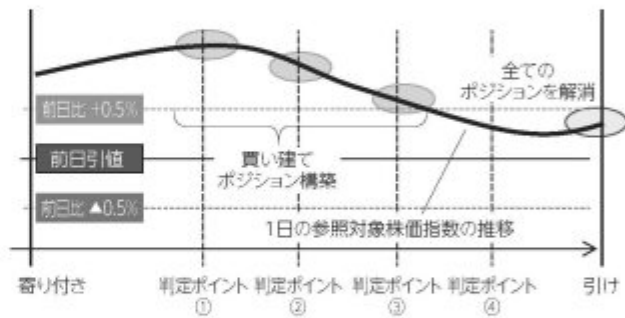 全ての
ポジションを解消
前日比 +0.5%
買い建て
ポジション構築
前日引値
前日比 ▲0.5%
1日の参照対象株価指数の推移
寄り付き
判定ポイント
①
判定ポイント
②
判定ポイント
③
判定ポイント
④
引け